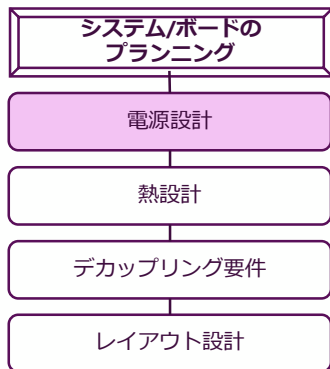 システム/ボードの
プランニング
電源設計
熱設計
デカップリング要件
レイアウト設計